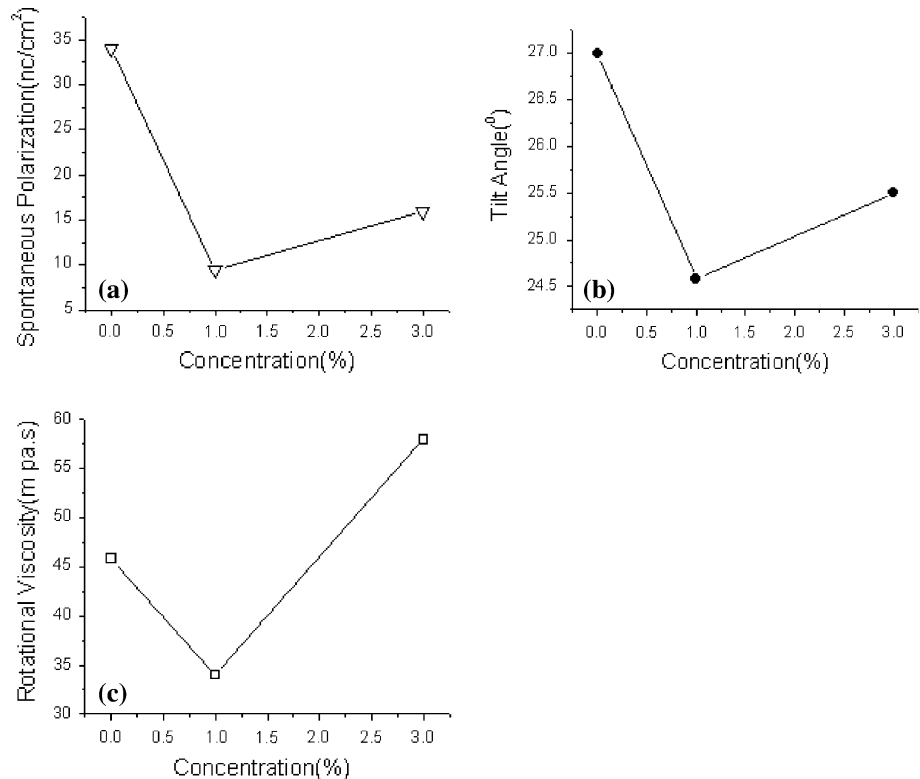 Spontaneous Polarization(nc/cm²)
35
30
25
20
15
10
5
(a)
0.0 0.5 1.0 1.5 2.0 2.5 3.0
Concentration(%)
Tilt Angle(⁰)
27.0
26.5
26.0
25.5
25.0
24.5
(b)
0.0 0.5 1.0 1.5 2.0 2.5 3.0
Concentration(%)
Rotational Viscosity(m pa.s)
60
55
50
45
40
35
30
(c)
0.0 0.5 1.0 1.5 2.0 2.5 3.0
Concentration(%)